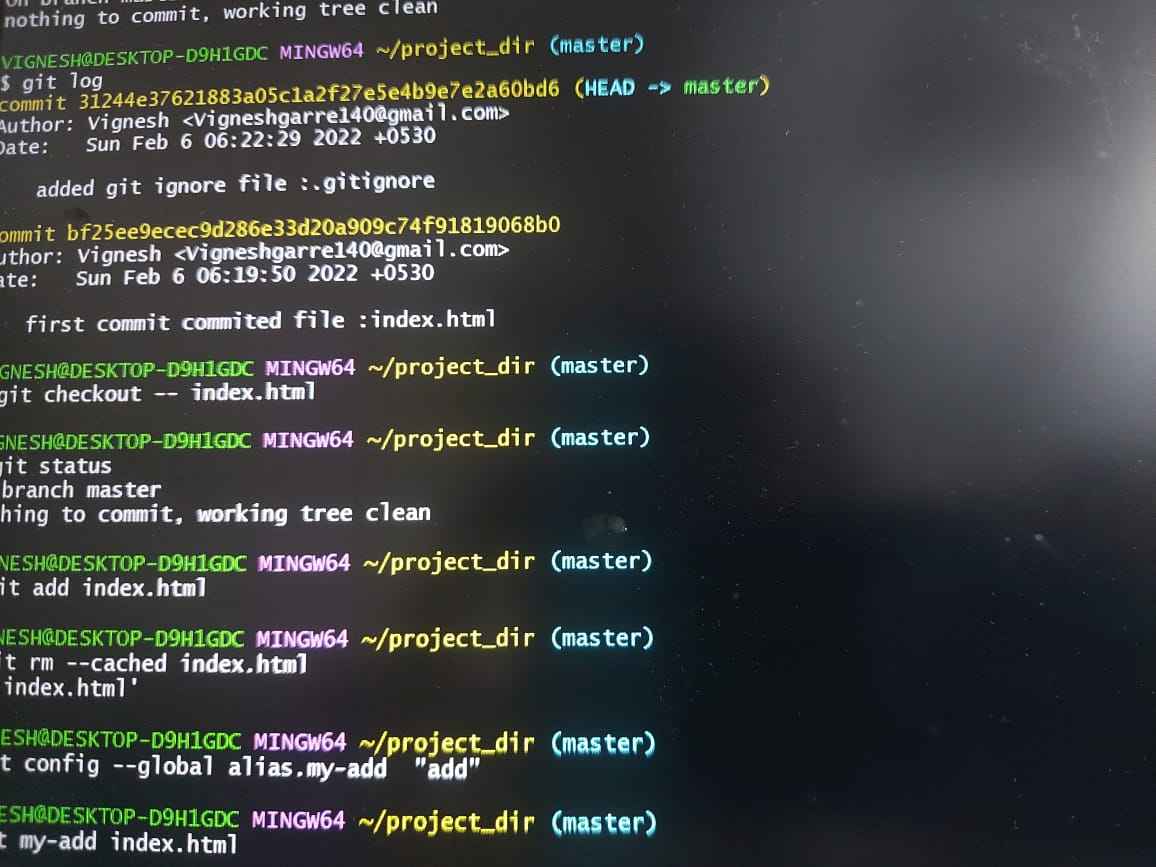 On branch master
nothing to commit, working tree clean
VIGNESH@DESKTOP-D9H1GDC MINGW64 ~/project_dir (master)
$ git log
commit 31244e37621883a05c1a2f27e5e4b9e7e2a60bd6 (HEAD -> master)
Author: Vignesh <Vigneshgarre140@gmail.com>
Date: Sun Feb 6 06:22:29 2022 +0530
added git ignore file :.gitignore
ommit bf25ee9ecec9d286e33d20a909c74f91819068b0
uthor: Vignesh <Vigneshgarre140@gmail.com>
ate: Sun Feb 6 06:19:50 2022 +0530
first commit commited file :index.html
GNESH@DESKTOP-D9H1GDC MINGW64 ~/project_dir (master)
git checkout -- index.html
GNESH@DESKTOP-D9H1GDC MINGW64 ~/project_dir (master)
git status
branch master
hing to commit, working tree clean
NESH@DESKTOP-D9H1GDC MINGW64 ~/project_dir (master)
it add index.html
NESH@DESKTOP-D9H1GDC MINGW64 ~/project_dir (master)
it rm --cached index.html
index.html'
ESH@DESKTOP-D9H1GDC MINGW64 ~/project_dir (master)
t config --global alias.my-add "add"
ESH@DESKTOP-D9H1GDC MINGW64 ~/project_dir (master)
t my-add index.html